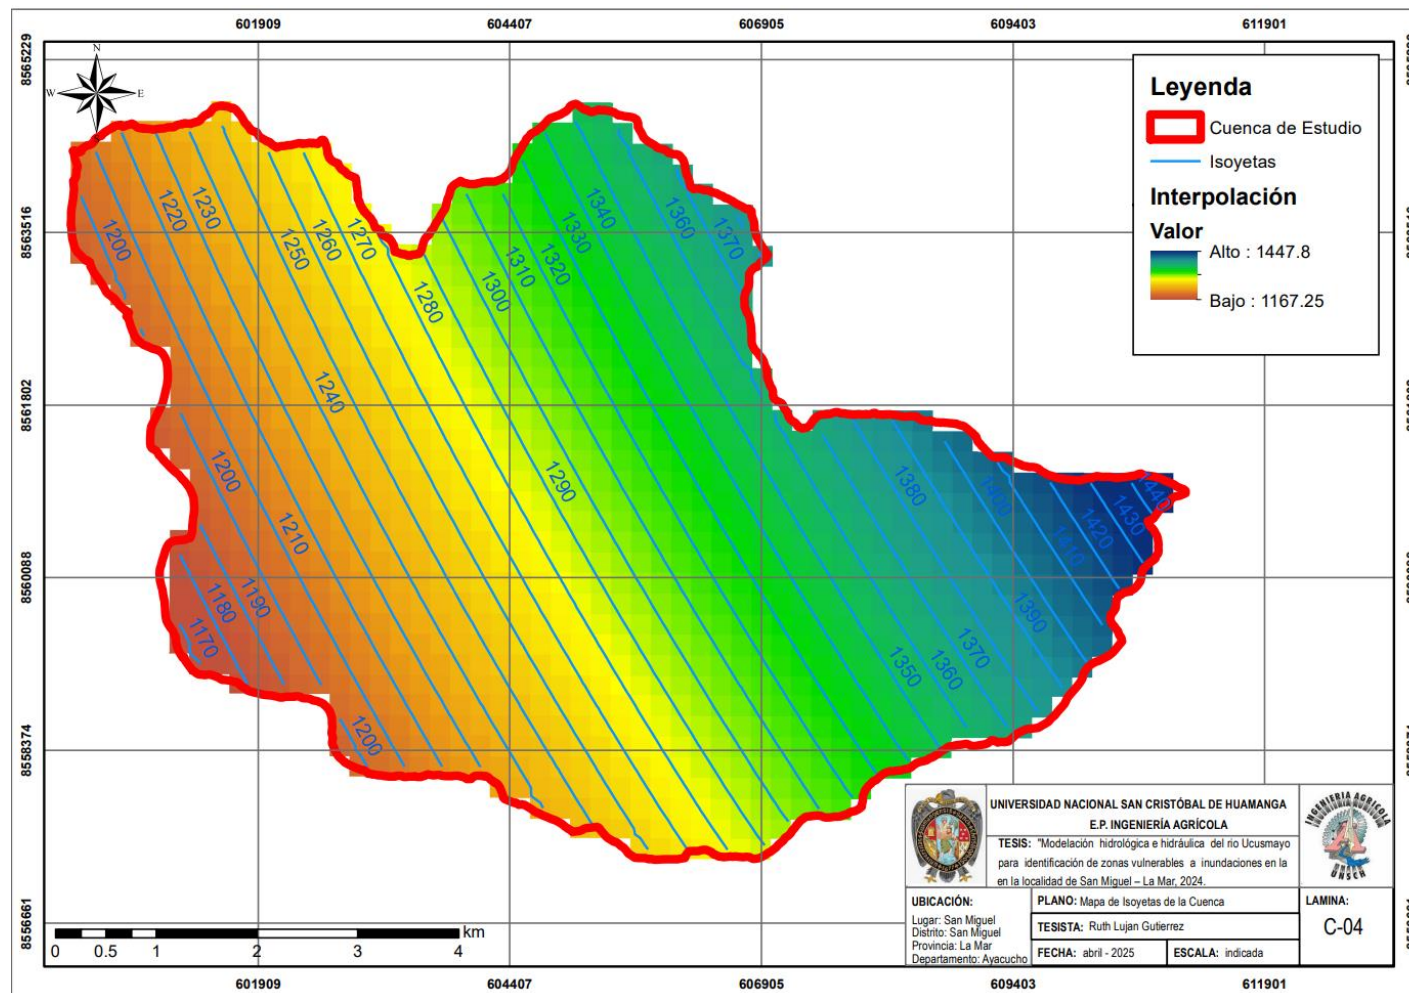 601909 604407 606905 609403 611901
8565229
8563516
8561802
8560088
8558374
8556661
N
W E
Leyenda
Cuenca de Estudio
Isoyetas
Interpolación
Valor
Alto : 1447.8
Bajo : 1167.25
1200
1220
1230
1250
1260
1270
1280
1300
1310
1320
1330
1340
1360
1370
1240
1290
1200
1210
1190
1180
1170
1200
1380
1400
1410
1420
1430
1440
1390
1370
1360
1350
km
0 0.5 1 2 3 4
UNIVERSIDAD NACIONAL SAN CRISTÓBAL DE HUAMANGA
E.P. INGENIERÍA AGRÍCOLA
TESIS: "Modelación hidrológica e hidráulica del río Ucusmayo
para identificación de zonas vulnerables a inundaciones en la
en la localidad de San Miguel – La Mar, 2024.
INGENIERIA AGRICOLA
UNSCH
UBICACIÓN:
Lugar: San Miguel
Distrito: San Miguel
Provincia: La Mar
Departamento: Ayacucho
PLANO: Mapa de Isoyetas de la Cuenca
TESISTA: Ruth Lujan Gutierrez
FECHA: abril - 2025
ESCALA: indicada
LAMINA:
C-04
601909 604407 606905 609403 611901